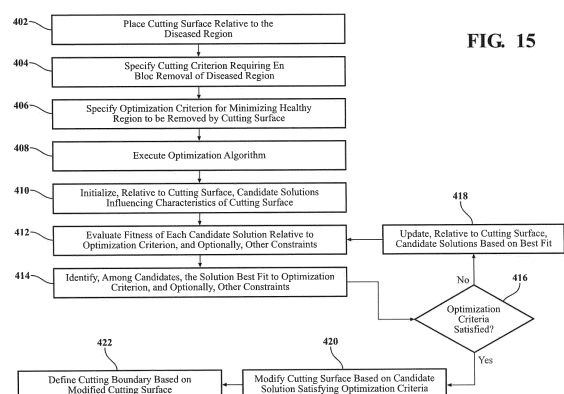 402
Place Cutting Surface Relative to the
Diseased Region
FIG. 15
404
Specify Cutting Criterion Requiring En
Bloc Removal of Diseased Region
406
Specify Optimization Criterion for Minimizing Healthy
Region to be Removed by Cutting Surface
408
Execute Optimization Algorithm
410
Initialize, Relative to Cutting Surface, Candidate Solutions
Influencing Characteristics of Cutting Surface
412
Evaluate Fitness of Each Candidate Solution Relative to
Optimization Criterion, and Optionally, Other Constraints
418
Update, Relative to Cutting Surface,
Candidate Solutions Based on Best Fit
414
Identify, Among Candidates, the Solution Best Fit to Optimization
Criterion, and Optionally, Other Constraints
No
416
Optimization
Criteria
Satisfied?
Yes
420
Modify Cutting Surface Based on Candidate
Solution Satisfying Optimization Criteria
422
Define Cutting Boundary Based on
Modified Cutting Surface